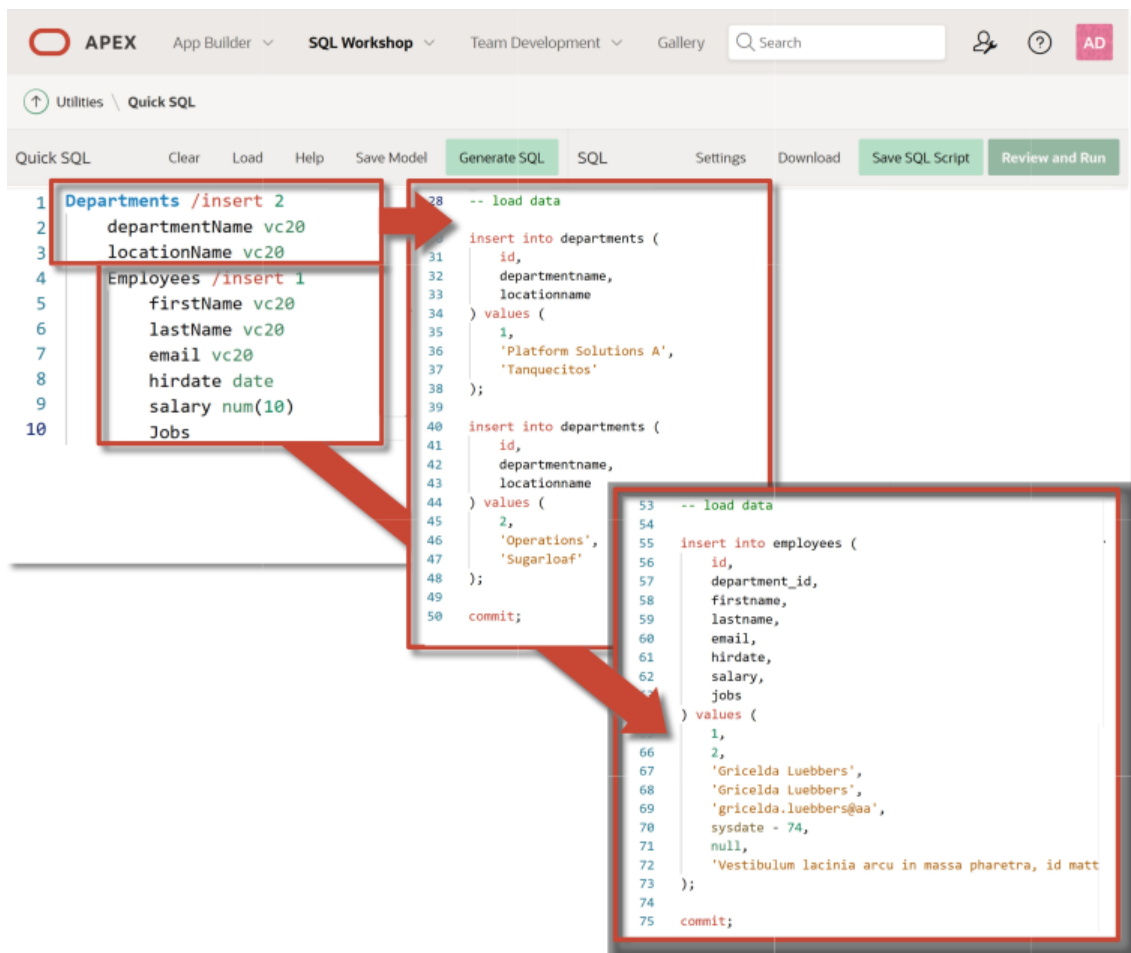 APEX App Builder SQL Workshop Team Development Gallery Search AD
Utilities \ Quick SQL
Quick SQL Clear Load Help Save Model Generate SQL SQL Settings Download Save SQL Script Review and Run
1 Departments /insert 2
2 departmentName vc20
3 locationName vc20
4 Employees /insert 1
5 firstName vc20
6 lastName vc20
7 email vc20
8 hirdate date
9 salary num(10)
10 Jobs
28 -- load data
insert into departments (
31 id,
32 departmentname,
33 locationname
34 ) values (
35 1,
36 'Platform Solutions A',
37 'Tanquecitos'
38 );
39
40 insert into departments (
41 id,
42 departmentname,
43 locationname
44 ) values (
45 2,
46 'Operations',
47 'Sugarloaf'
48 );
49
50 commit;
53 -- load data
54
55 insert into employees (
56 id,
57 department_id,
58 firstname,
59 lastname,
60 email,
61 hirdate,
62 salary,
jobs
) values (
1,
66 2,
67 'Gricelda Luebbers',
68 'Gricelda Luebbers',
69 'gricelda.luebbers@aa',
70 sysdate - 74,
71 null,
72 'Vestibulum lacinia arcu in massa pharetra, id matt
73 );
74
75 commit;